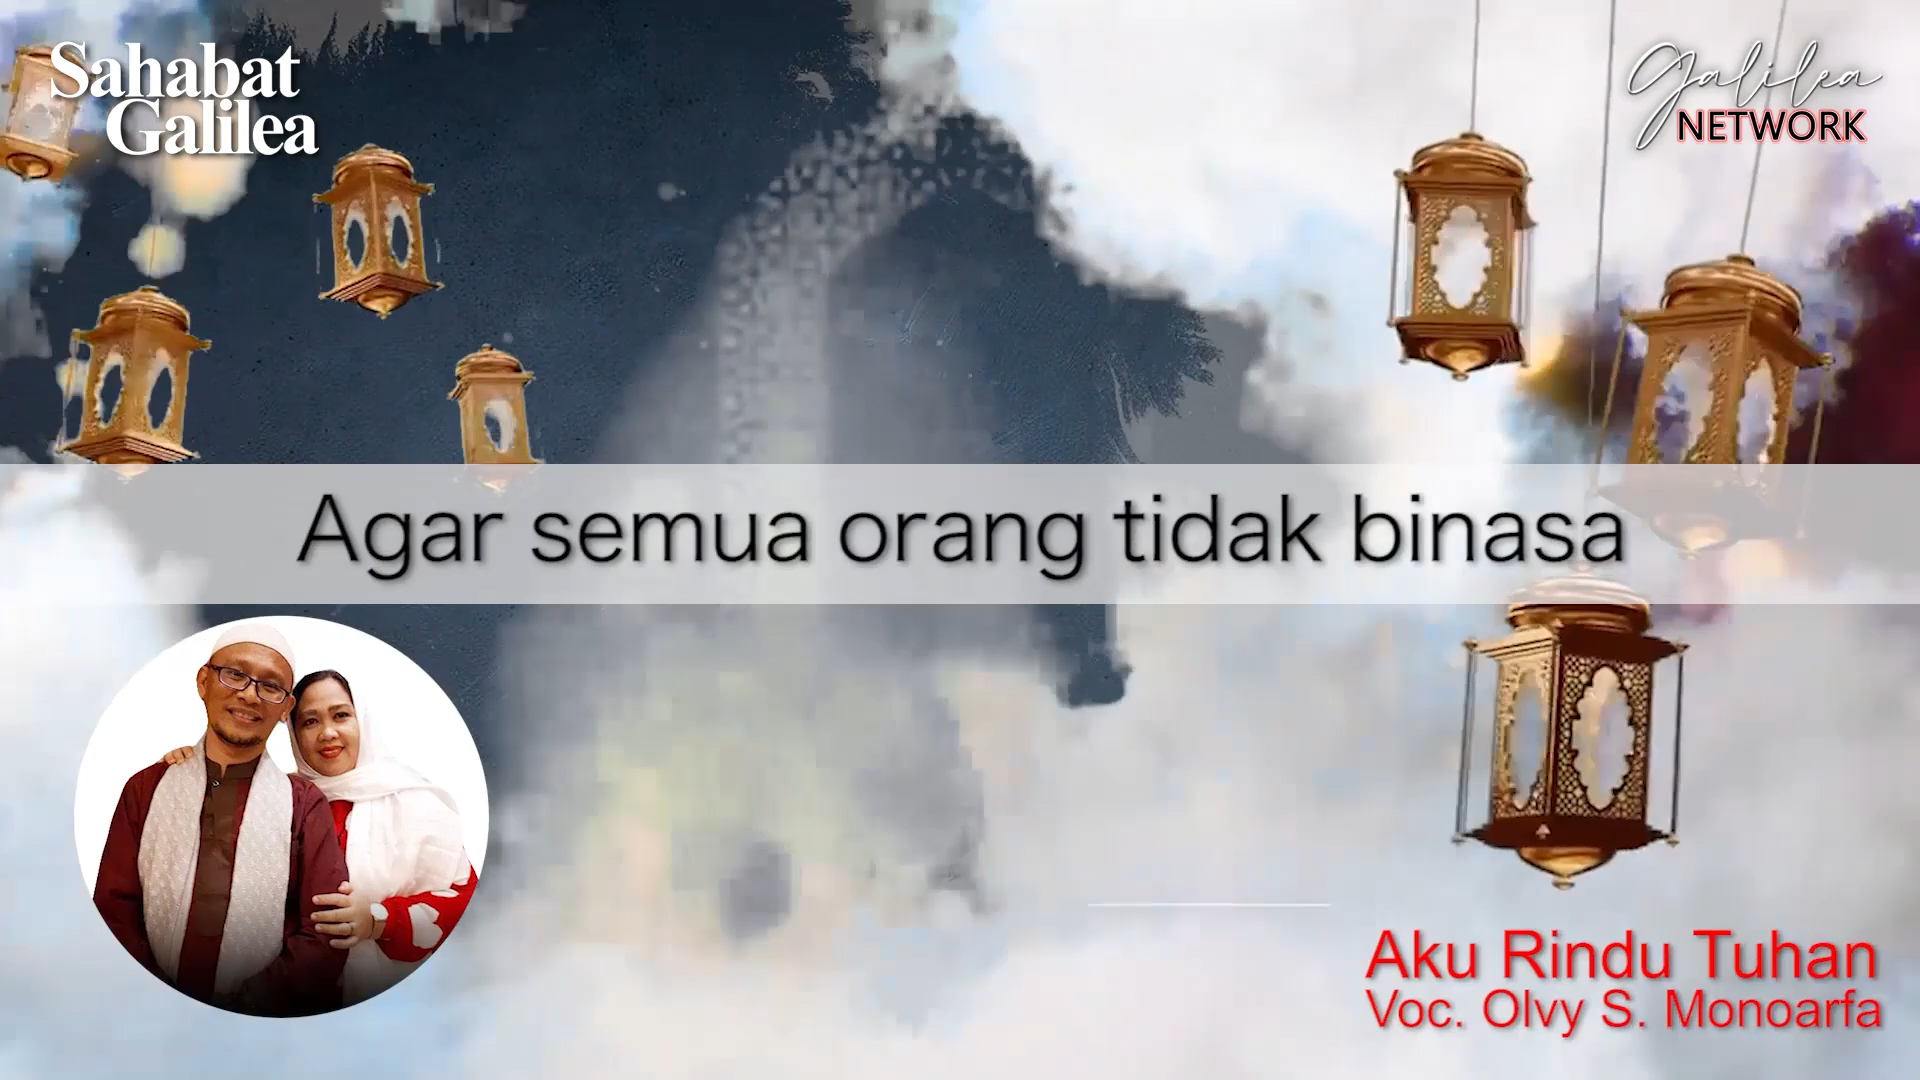 Sahabat
Galilea
Galilea
NETWORK
Agar semua orang tidak binasa
Aku Rindu Tuhan
Voc. Olvy S. Monoarfa